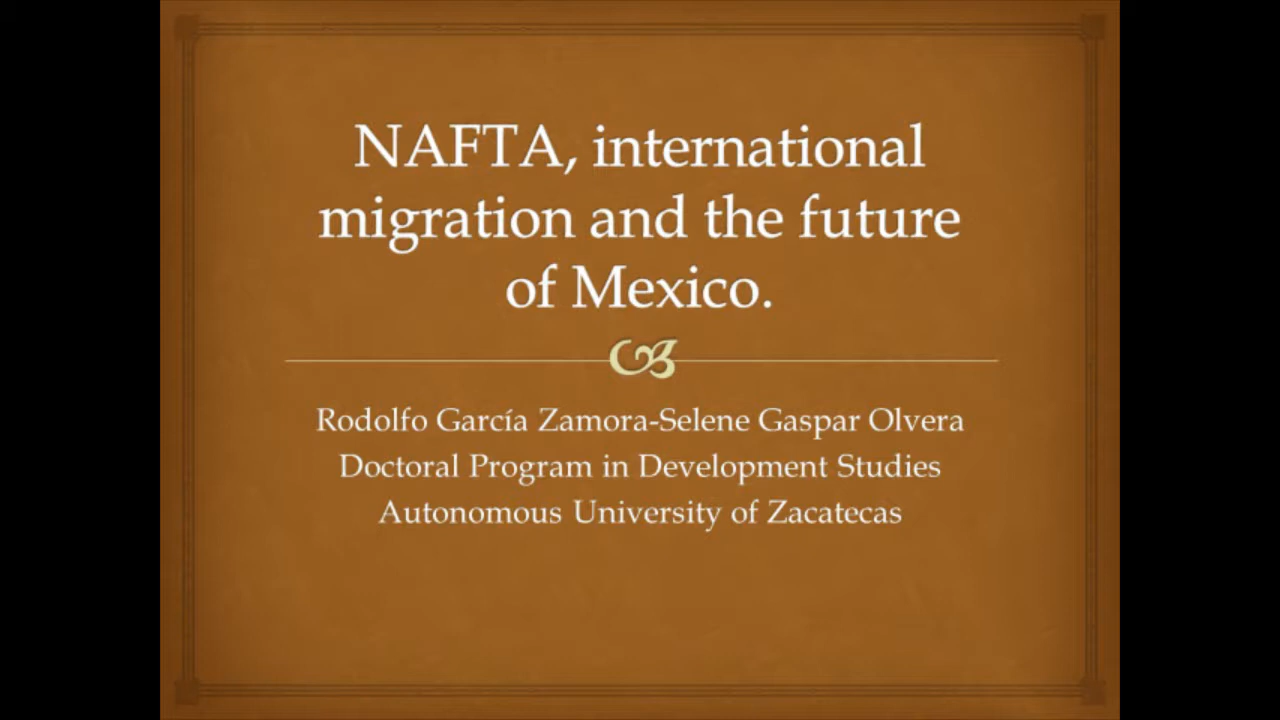 NAFTA, international
migration and the future
of Mexico.
Rodolfo García Zamora-Selene Gaspar Olvera
Doctoral Program in Development Studies
Autonomous University of Zacatecas